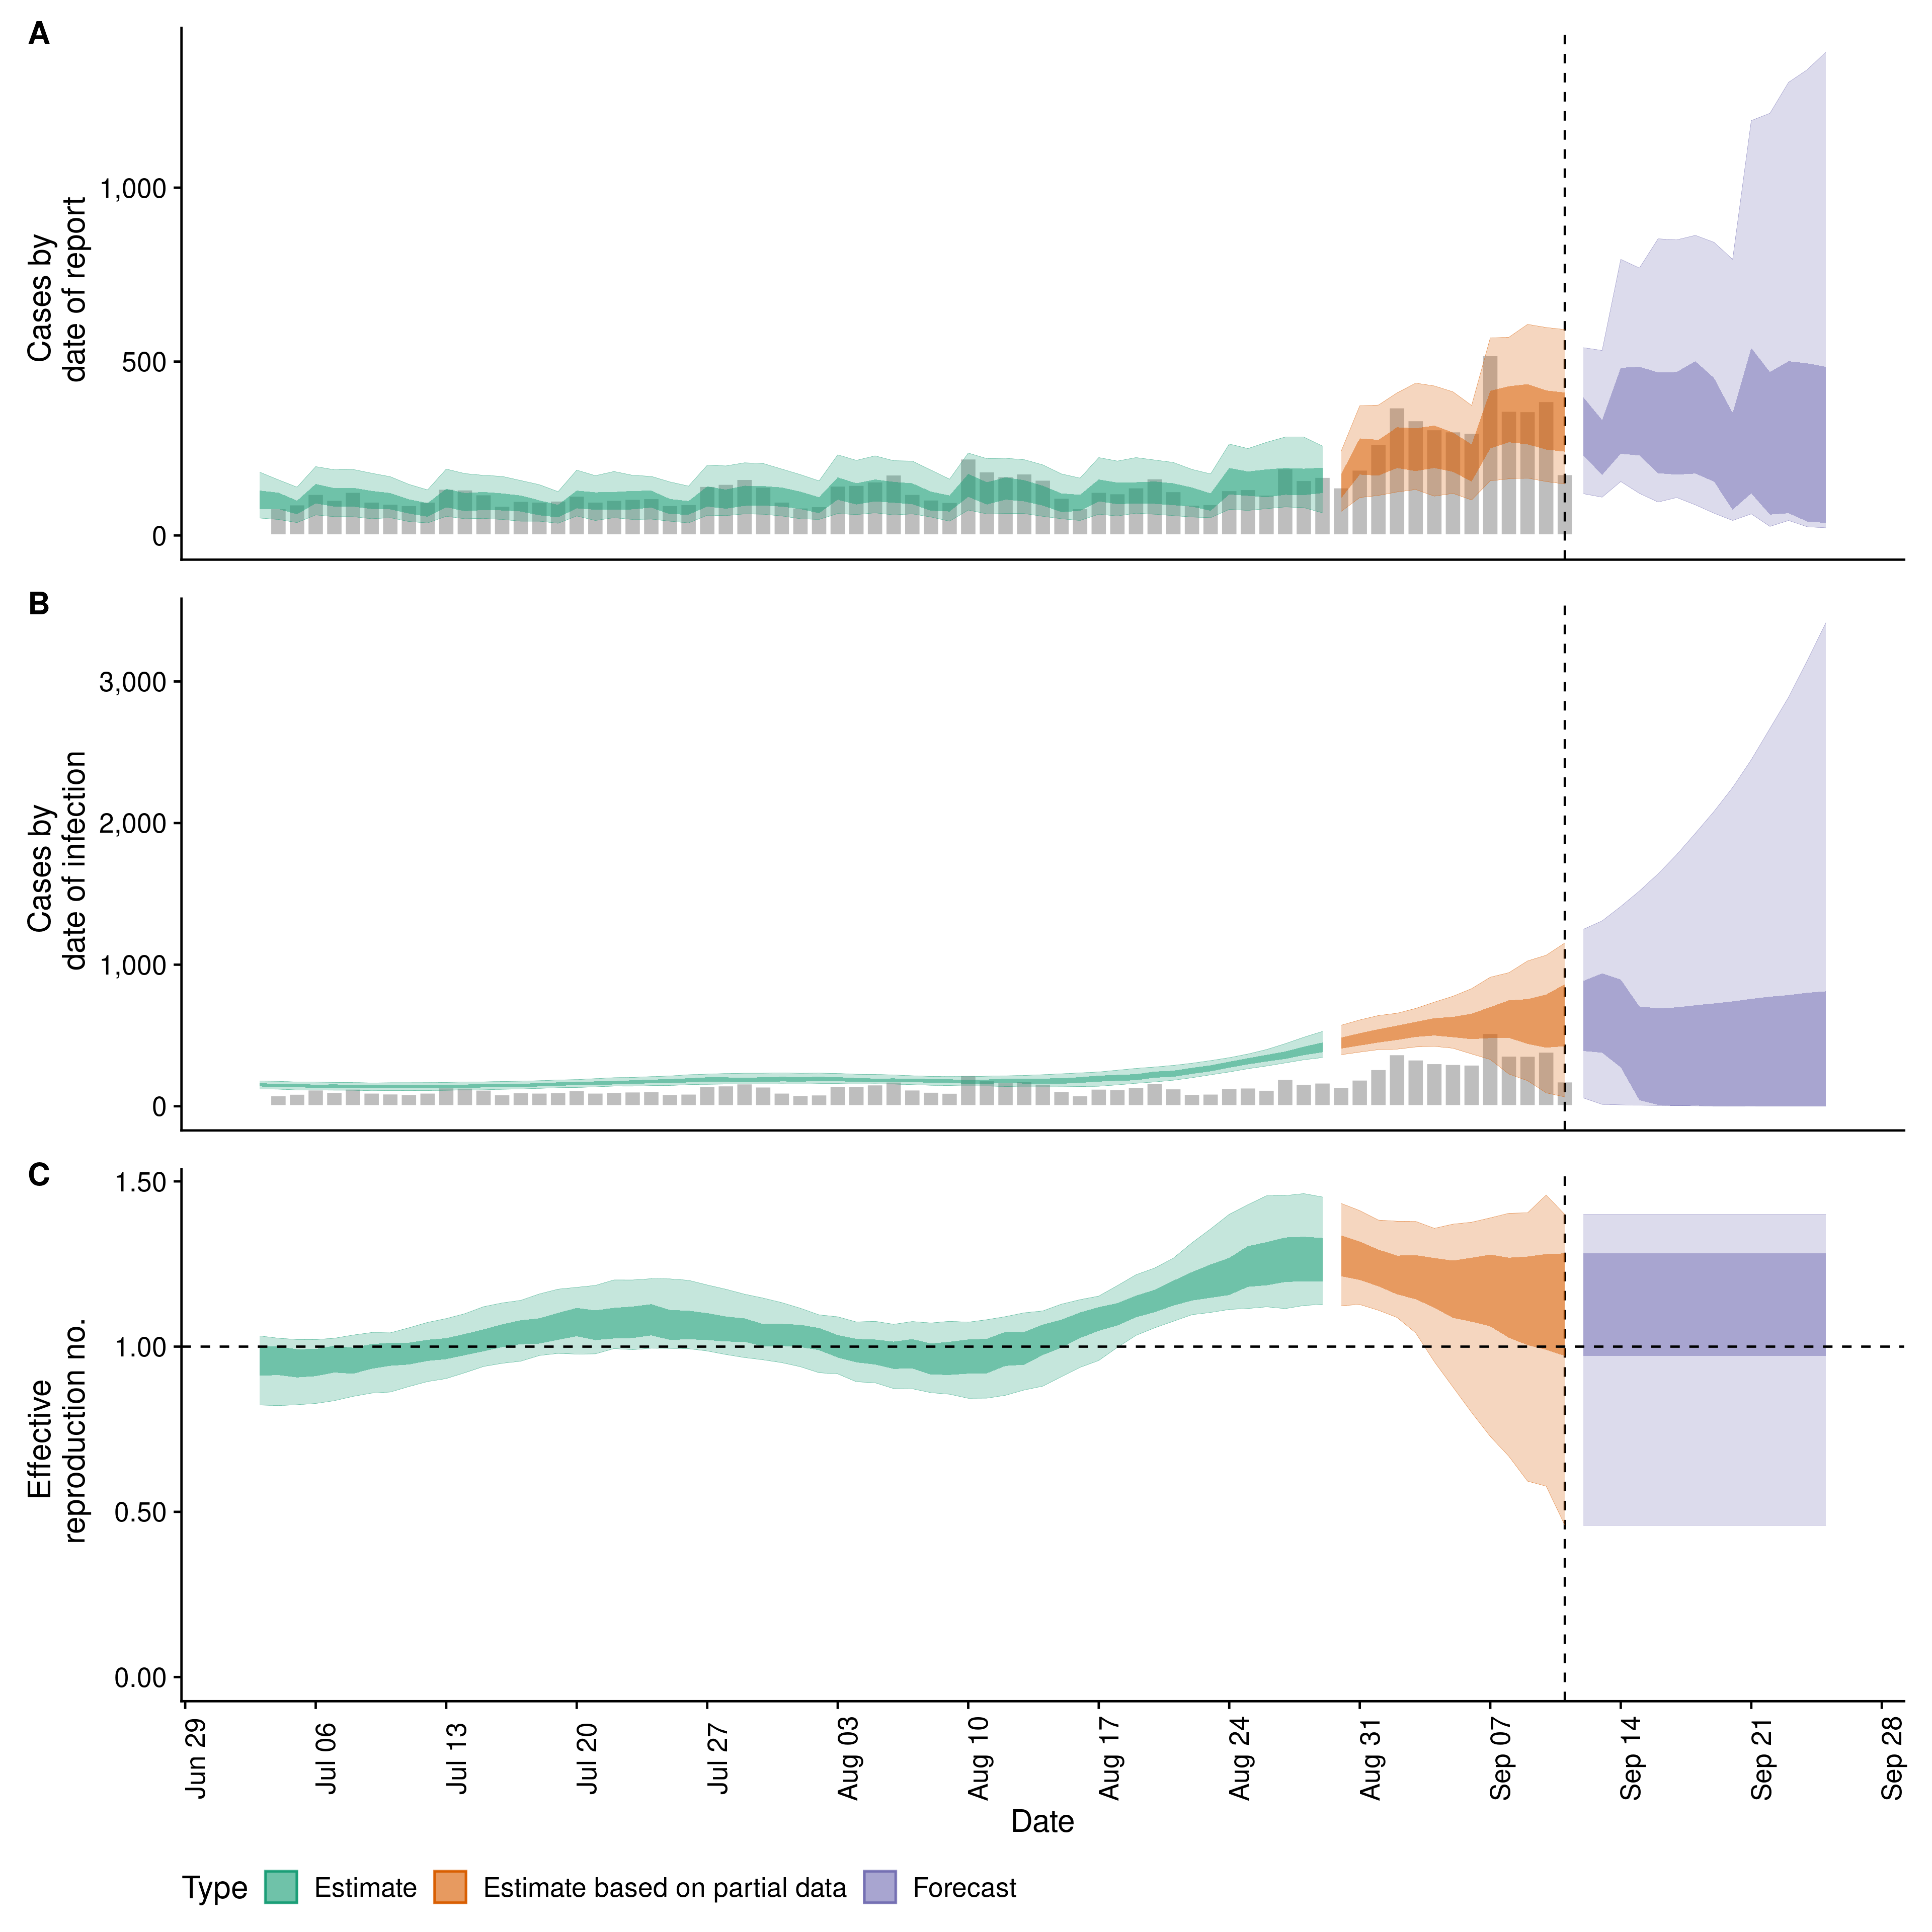 A
Cases by
date of report
1,000
500
0
B
Cases by
date of infection
3,000
2,000
1,000
0
C
Effective
reproduction no.
1.50
1.00
0.50
0.00
Jun 29
Jul 06
Jul 13
Jul 20
Jul 27
Aug 03
Aug 10
Aug 17
Aug 24
Aug 31
Sep 07
Sep 14
Sep 21
Sep 28
Date
Type Estimate Estimate based on partial data Forecast